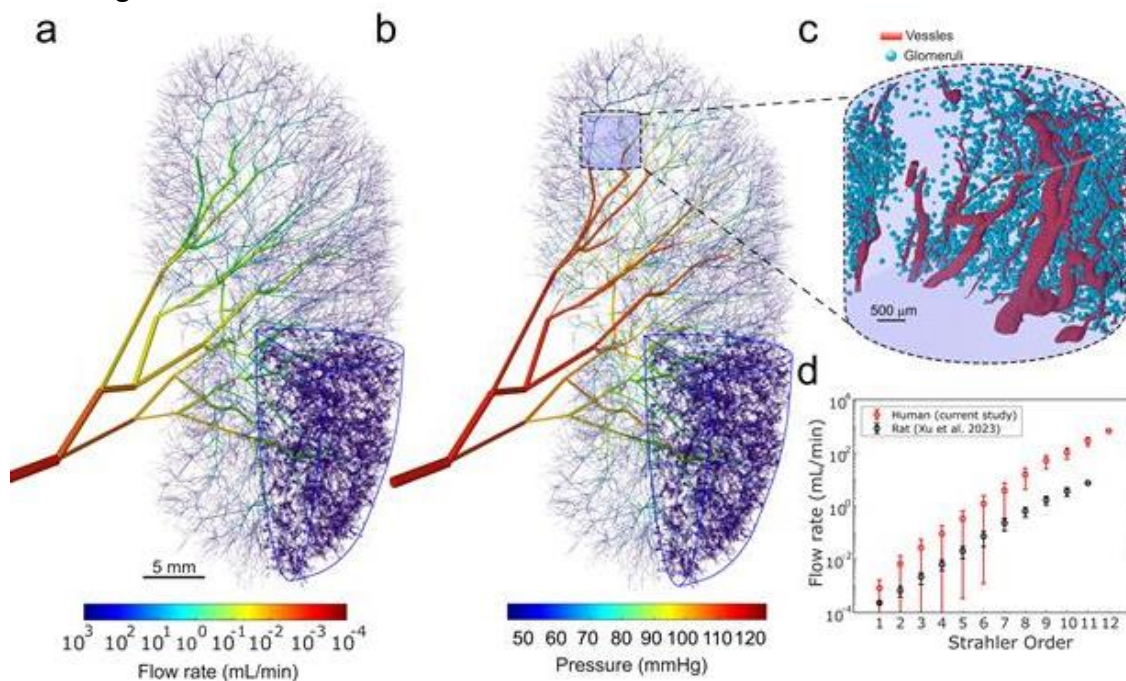 a
b
c
Vessles
Glomeruli
500 μm
d
Human (current study)
Rat (Xu et al. 2023)
10² 10⁰ 10⁻² 10⁻⁴
Flow rate (mL/min)
1 2 3 4 5 6 7 8 9 10 11 12
Strahler Order
5 mm
10³ 10² 10¹ 10⁰ 10⁻¹ 10⁻² 10⁻³ 10⁻⁴
Flow rate (mL/min)
50 60 70 80 90 100 110 120
Pressure (mmHg)